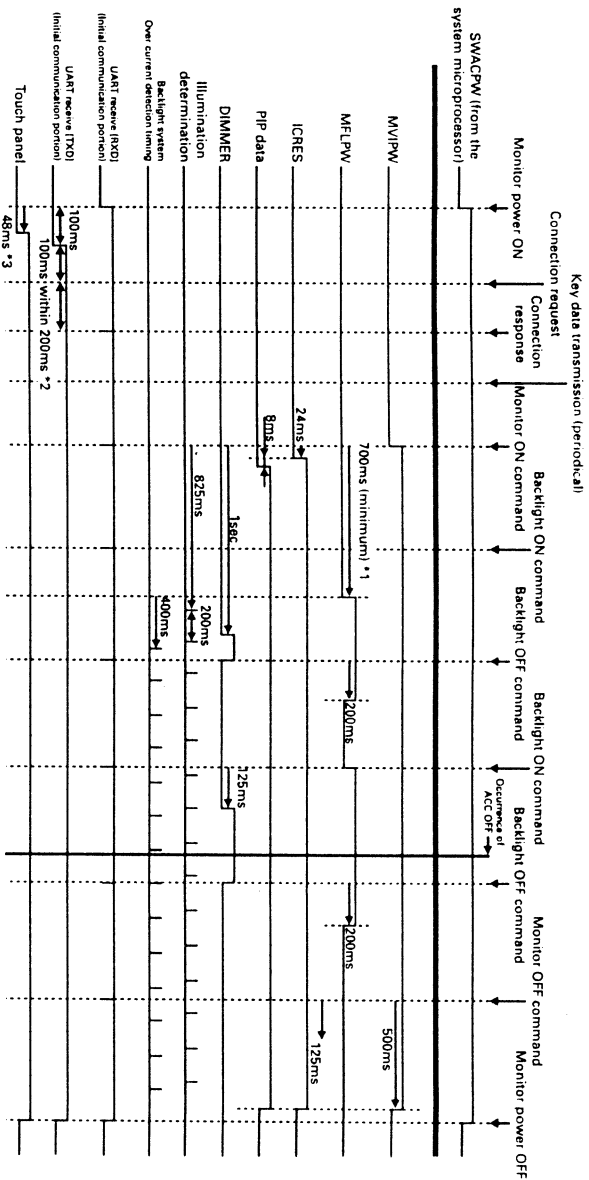 Key data transmission (periodical)
Connection request
Connection
response
Monitor power ON
Monitor ON command
Backlight ON command
Backlight OFF command
Backlight ON command
Backlight OFF command
Monitor OFF command
Monitor power OFF
Occurrence of
ACC OFF
SWACPW (from the
system microprocessor)
MVIPW
500ms
MFLPW
700ms (minimum) *1
200ms
200ms
125ms
ICRES
24ms
PIP data
8ms
DIMMER
1sec
125ms
Illumination
determination
825ms
200ms
Backlight system
Over current detection timing
400ms
UART receive [RXD]
(Initial communication portion)
UART receive [TXD]
(Initial communication portion)
100ms
100ms within 200ms *2
Touch panel
48ms *3